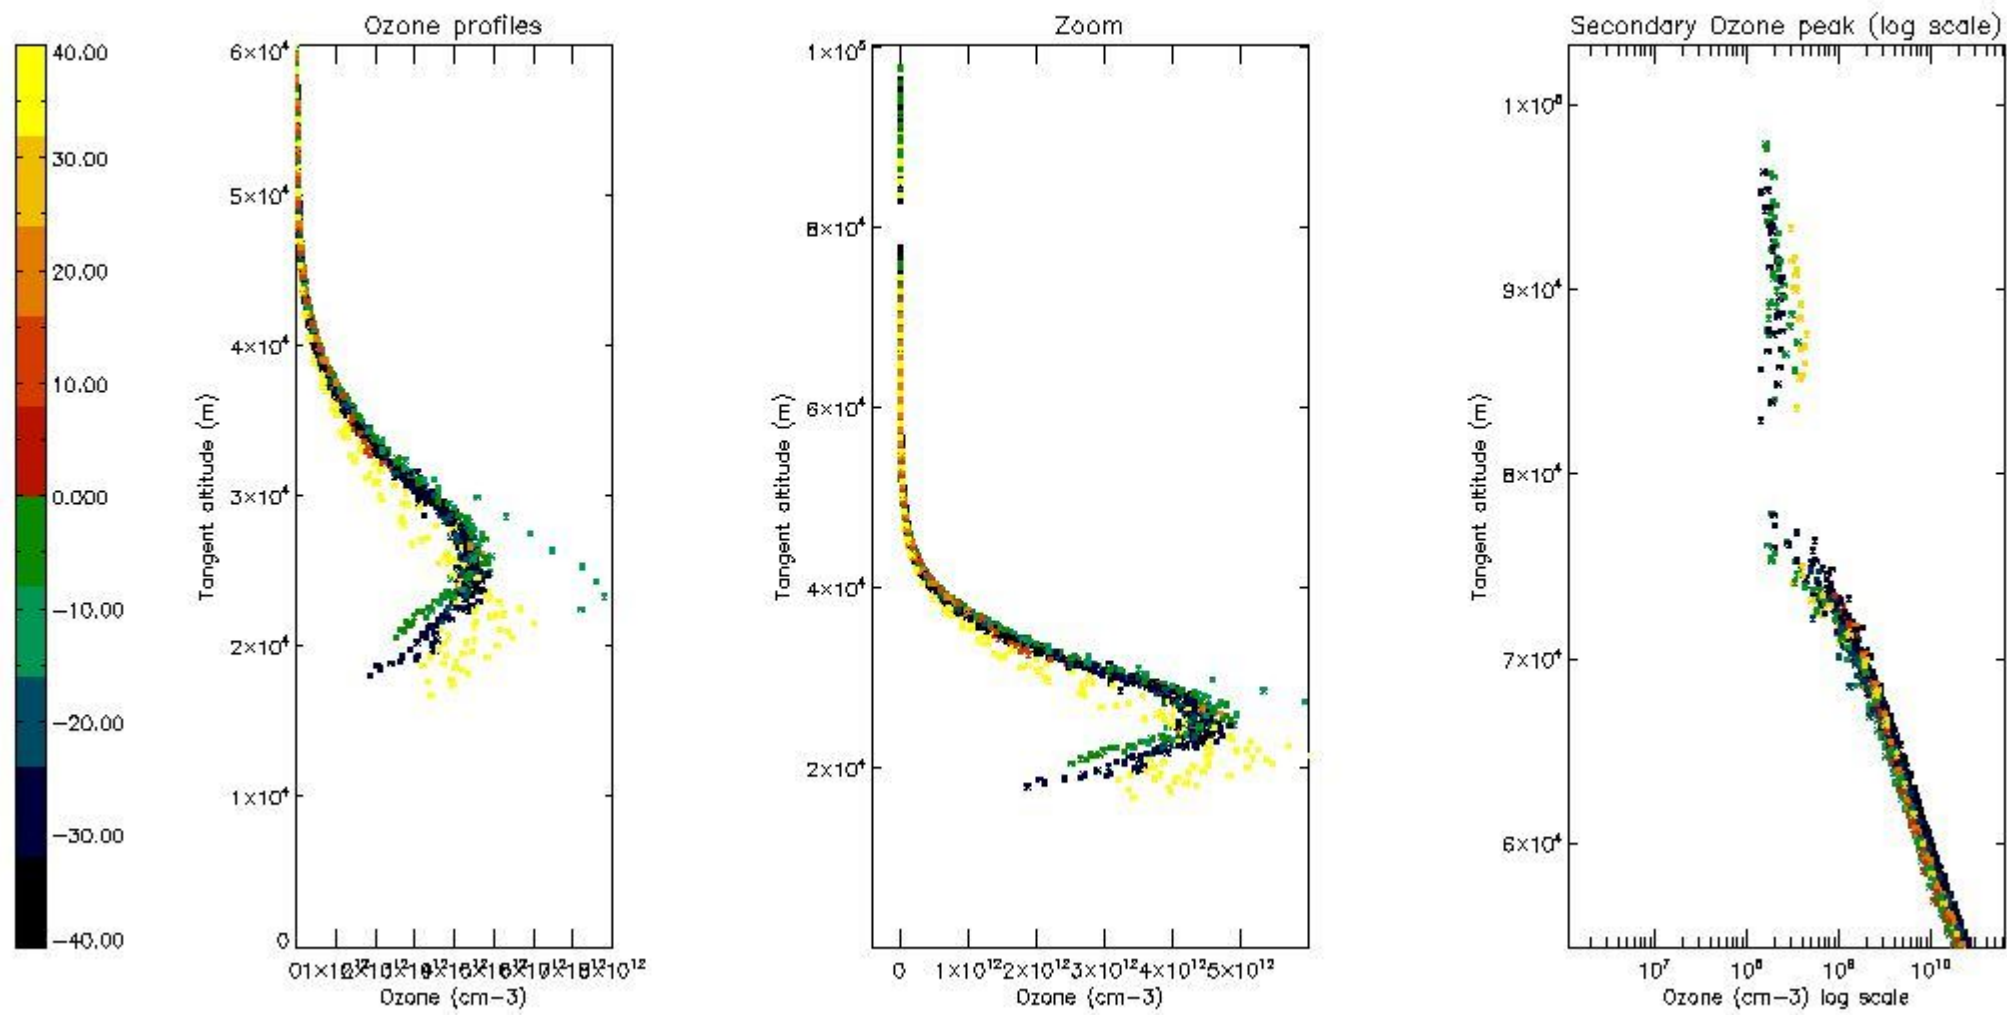 Ozone profiles
Zoom
Secondary Ozone peak (log scale)
40.00
30.00
20.00
10.00
-10.00
-20.00
-30.00
-40.00
6×10⁴
5×10⁴
4×10⁴
3×10⁴
2×10⁴
1×10⁴
0
Tangent altitude (m)
Ozone (cm-3)
1×10⁵
8×10⁴
6×10⁴
4×10⁴
2×10⁴
Tangent altitude (m)
0 1×10¹² 2×10¹² 3×10¹² 4×10¹² 5×10¹²
Ozone (cm-3)
9×10⁴
8×10⁴
7×10⁴
6×10⁴
Tangent altitude (m)
10⁷ 10⁸ 10⁹ 10¹⁰
Ozone (cm-3) log scale